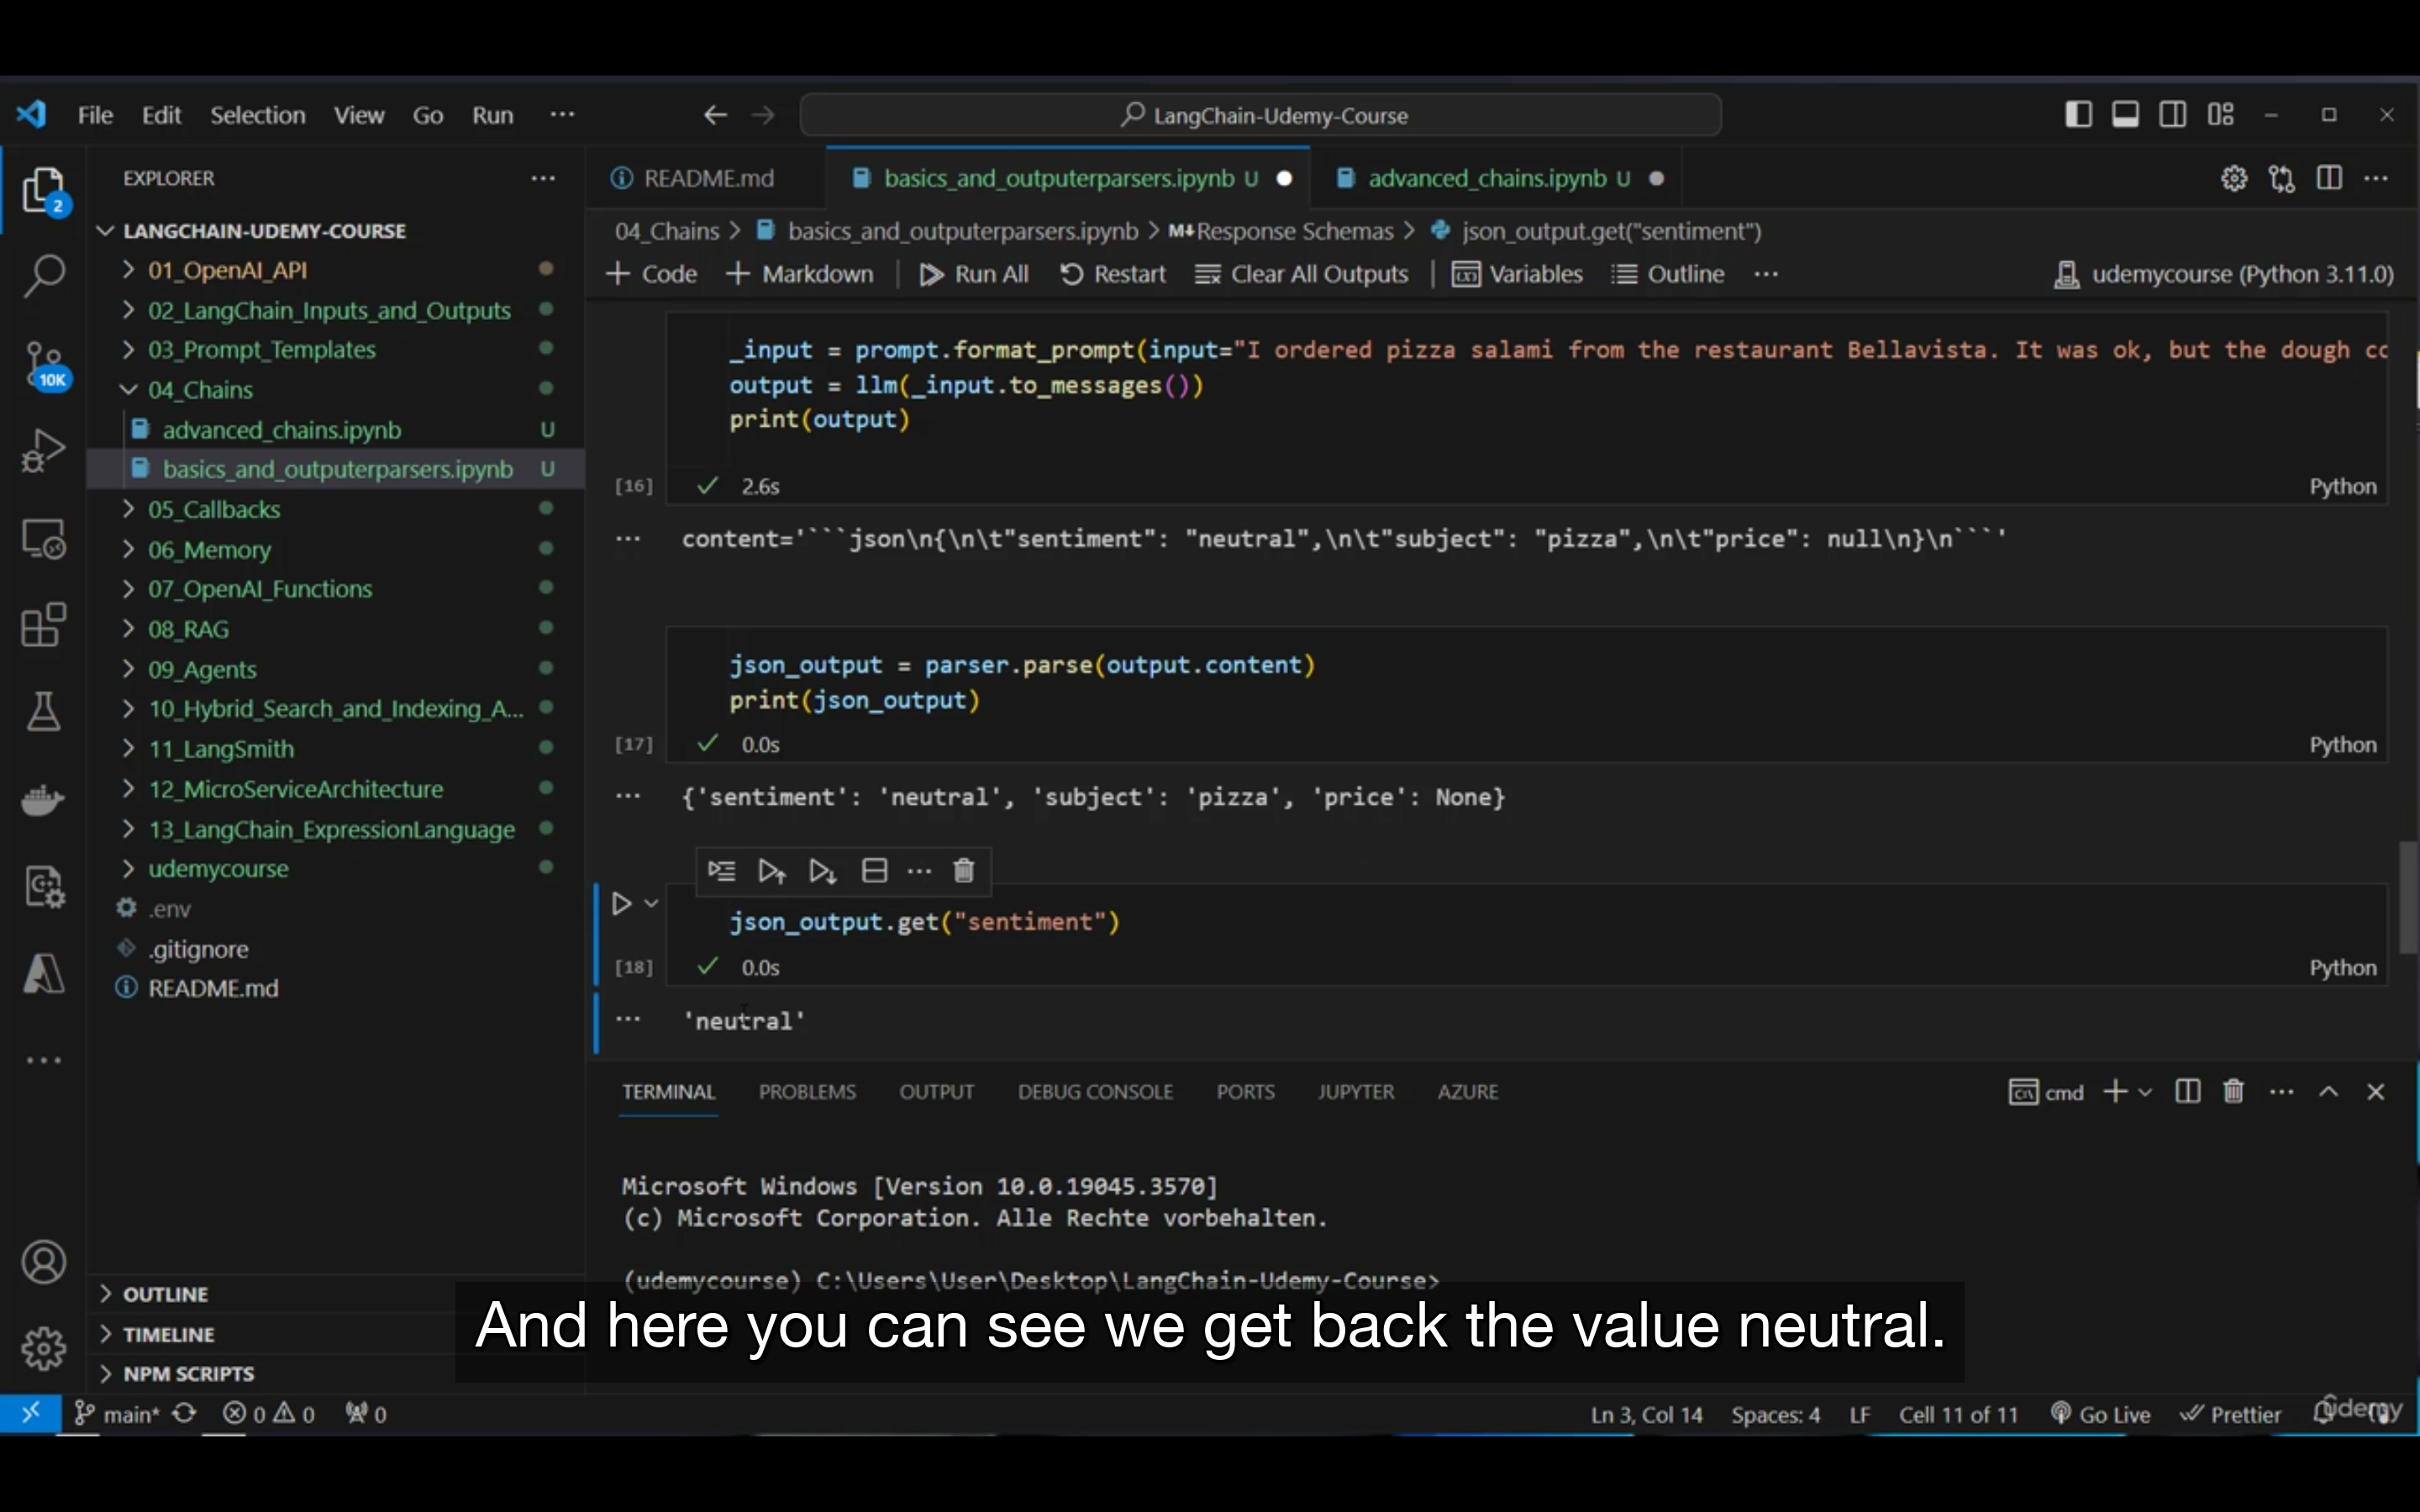 File Edit Selection View Go Run ...
LangChain-Udemy-Course
EXPLORER
2
LANGCHAIN-UDEMY-COURSE
01_OpenAI_API
02_LangChain_Inputs_and_Outputs
03_Prompt_Templates
10K
04_Chains
advanced_chains.ipynb U
basics_and_outputerparsers.ipynb U
05_Callbacks
06_Memory
07_OpenAI_Functions
08_RAG
09_Agents
10_Hybrid_Search_and_Indexing_A...
11_LangSmith
12_MicroServiceArchitecture
13_LangChain_ExpressionLanguage
udemycourse
.env
.gitignore
README.md
OUTLINE
TIMELINE
NPM SCRIPTS
README.md basics_and_outputerparsers.ipynb U advanced_chains.ipynb U
04_Chains > basics_and_outputerparsers.ipynb > M Response Schemas > json_output.get("sentiment")
+ Code + Markdown | Run All Restart Clear All Outputs | Variables Outline ... udemycourse (Python 3.11.0)
_input = prompt.format_prompt(input="I ordered pizza salami from the restaurant Bellavista. It was ok, but the dough
output = llm(_input.to_messages())
print(output)
[16] ✓ 2.6s Python
... content='```json\n{\n\t"sentiment": "neutral",\n\t"subject": "pizza",\n\t"price": null\n}\n```'
json_output = parser.parse(output.content)
print(json_output)
[17] ✓ 0.0s Python
... {'sentiment': 'neutral', 'subject': 'pizza', 'price': None}
json_output.get("sentiment")
[18] ✓ 0.0s Python
... 'neutral'
TERMINAL PROBLEMS OUTPUT DEBUG CONSOLE PORTS JUPYTER AZURE
cmd
Microsoft Windows [Version 10.0.19045.3570]
(c) Microsoft Corporation. Alle Rechte vorbehalten.
(udemycourse) C:\Users\User\Desktop\LangChain-Udemy-Course>
And here you can see we get back the value neutral.
main* 0 0 0
Ln 3, Col 14 Spaces: 4 LF Cell 11 of 11 Go Live Prettier
udemy